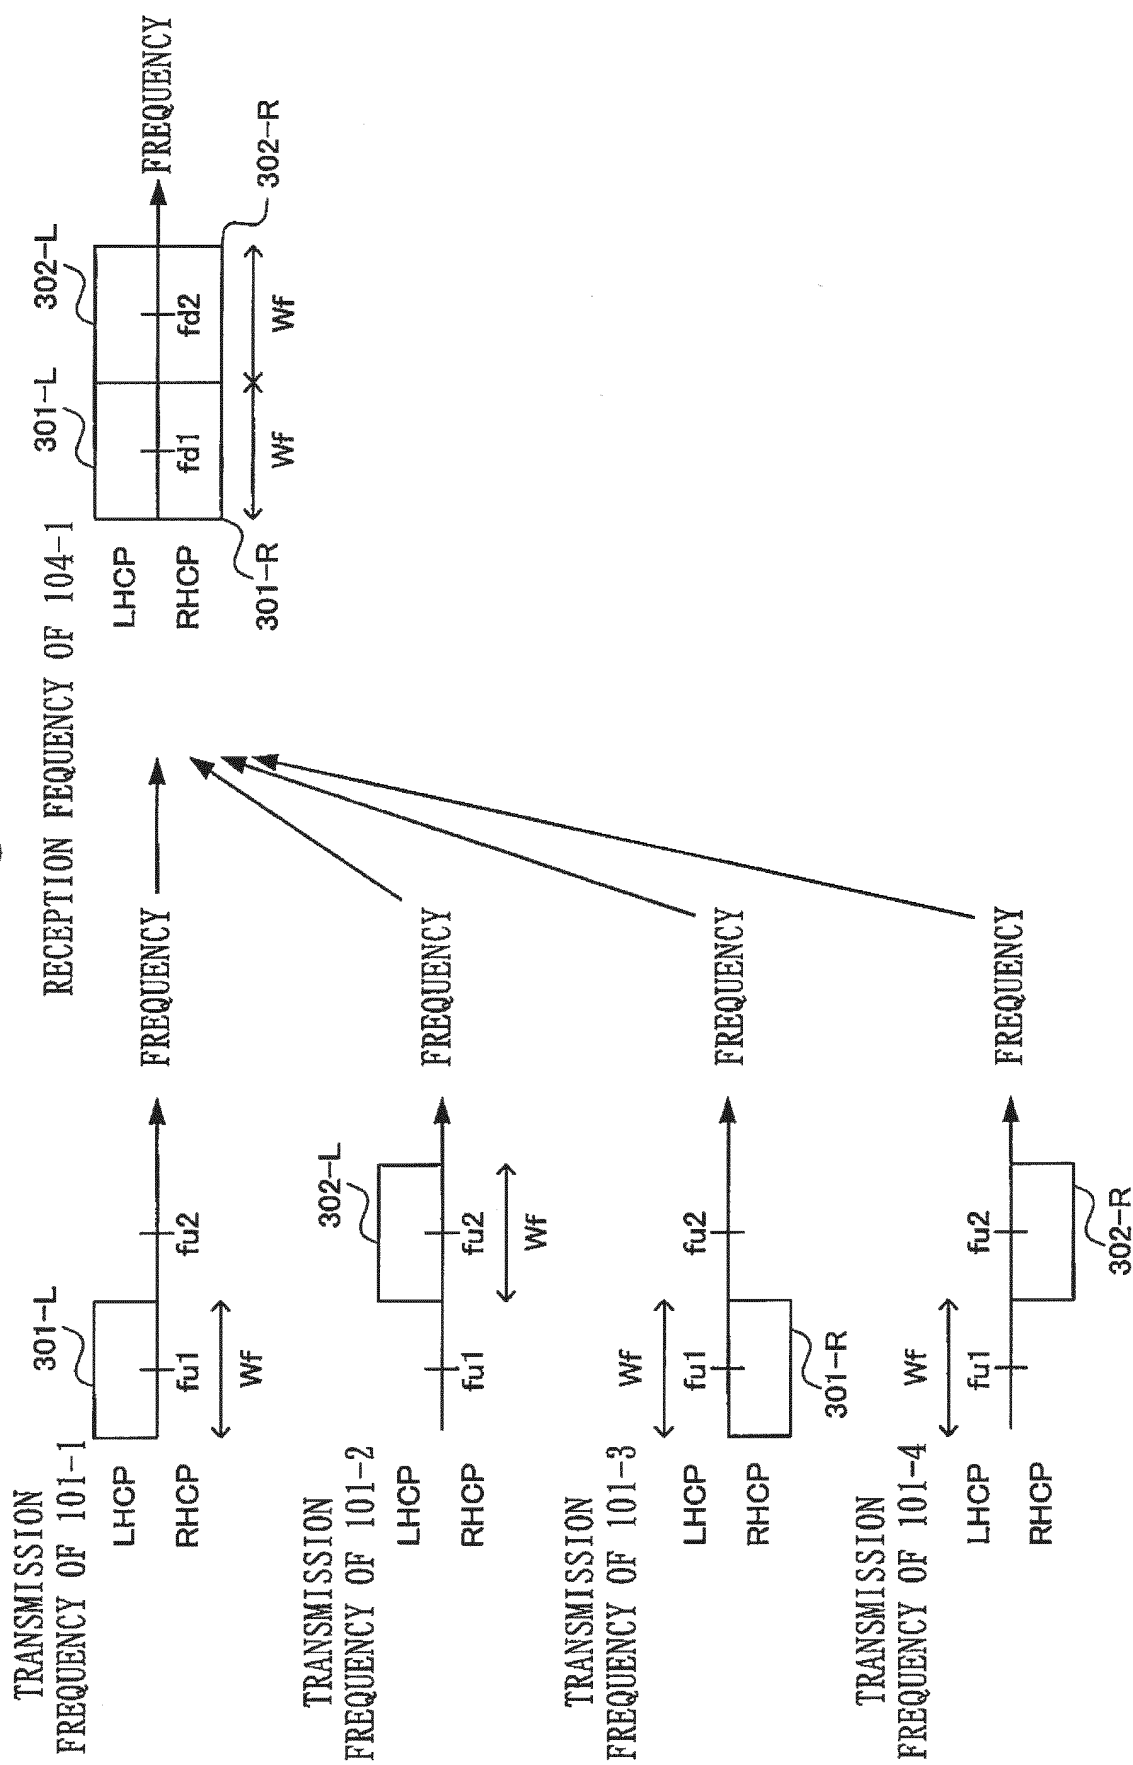 TRANSMISSION
FREQUENCY OF 101-1
LHCP
RHCP
301-L
fu1
fu2
Wf
FREQUENCY
TRANSMISSION
FREQUENCY OF 101-2
LHCP
RHCP
302-L
fu1
fu2
Wf
FREQUENCY
TRANSMISSION
FREQUENCY OF 101-3
LHCP
RHCP
Wf
fu1
fu2
301-R
FREQUENCY
TRANSMISSION
FREQUENCY OF 101-4
LHCP
RHCP
Wf
fu1
fu2
302-R
FREQUENCY
RECEPTION FEQUENCY OF 104-1
LHCP
RHCP
301-L
302-L
fd1
fd2
Wf
Wf
301-R
302-R
FREQUENCY